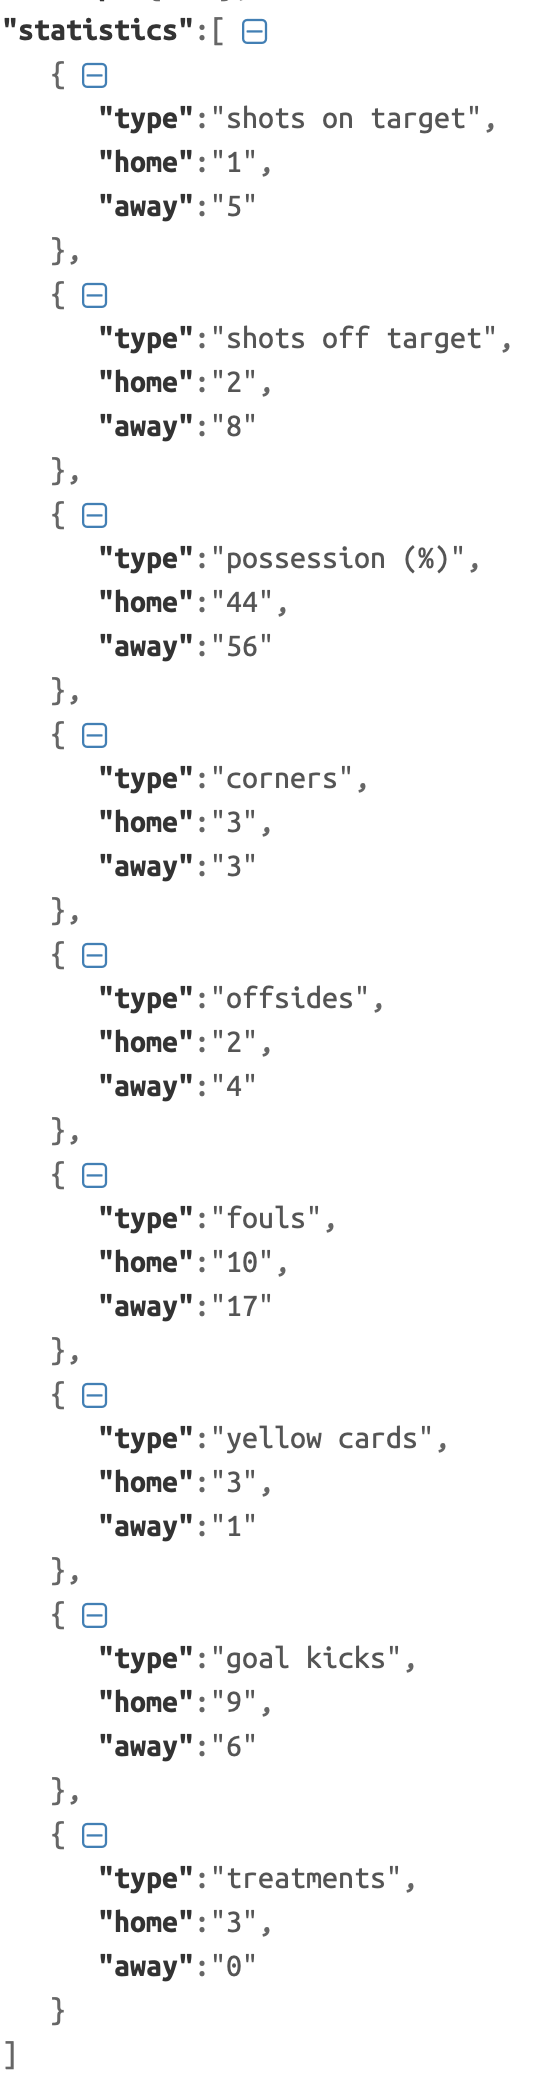 "statistics":[
{
"type":"shots on target",
"home":"1",
"away":"5"
},
{
"type":"shots off target",
"home":"2",
"away":"8"
},
{
"type":"possession (%)",
"home":"44",
"away":"56"
},
{
"type":"corners",
"home":"3",
"away":"3"
},
{
"type":"offsides",
"home":"2",
"away":"4"
},
{
"type":"fouls",
"home":"10",
"away":"17"
},
{
"type":"yellow cards",
"home":"3",
"away":"1"
},
{
"type":"goal kicks",
"home":"9",
"away":"6"
},
{
"type":"treatments",
"home":"3",
"away":"0"
}
]